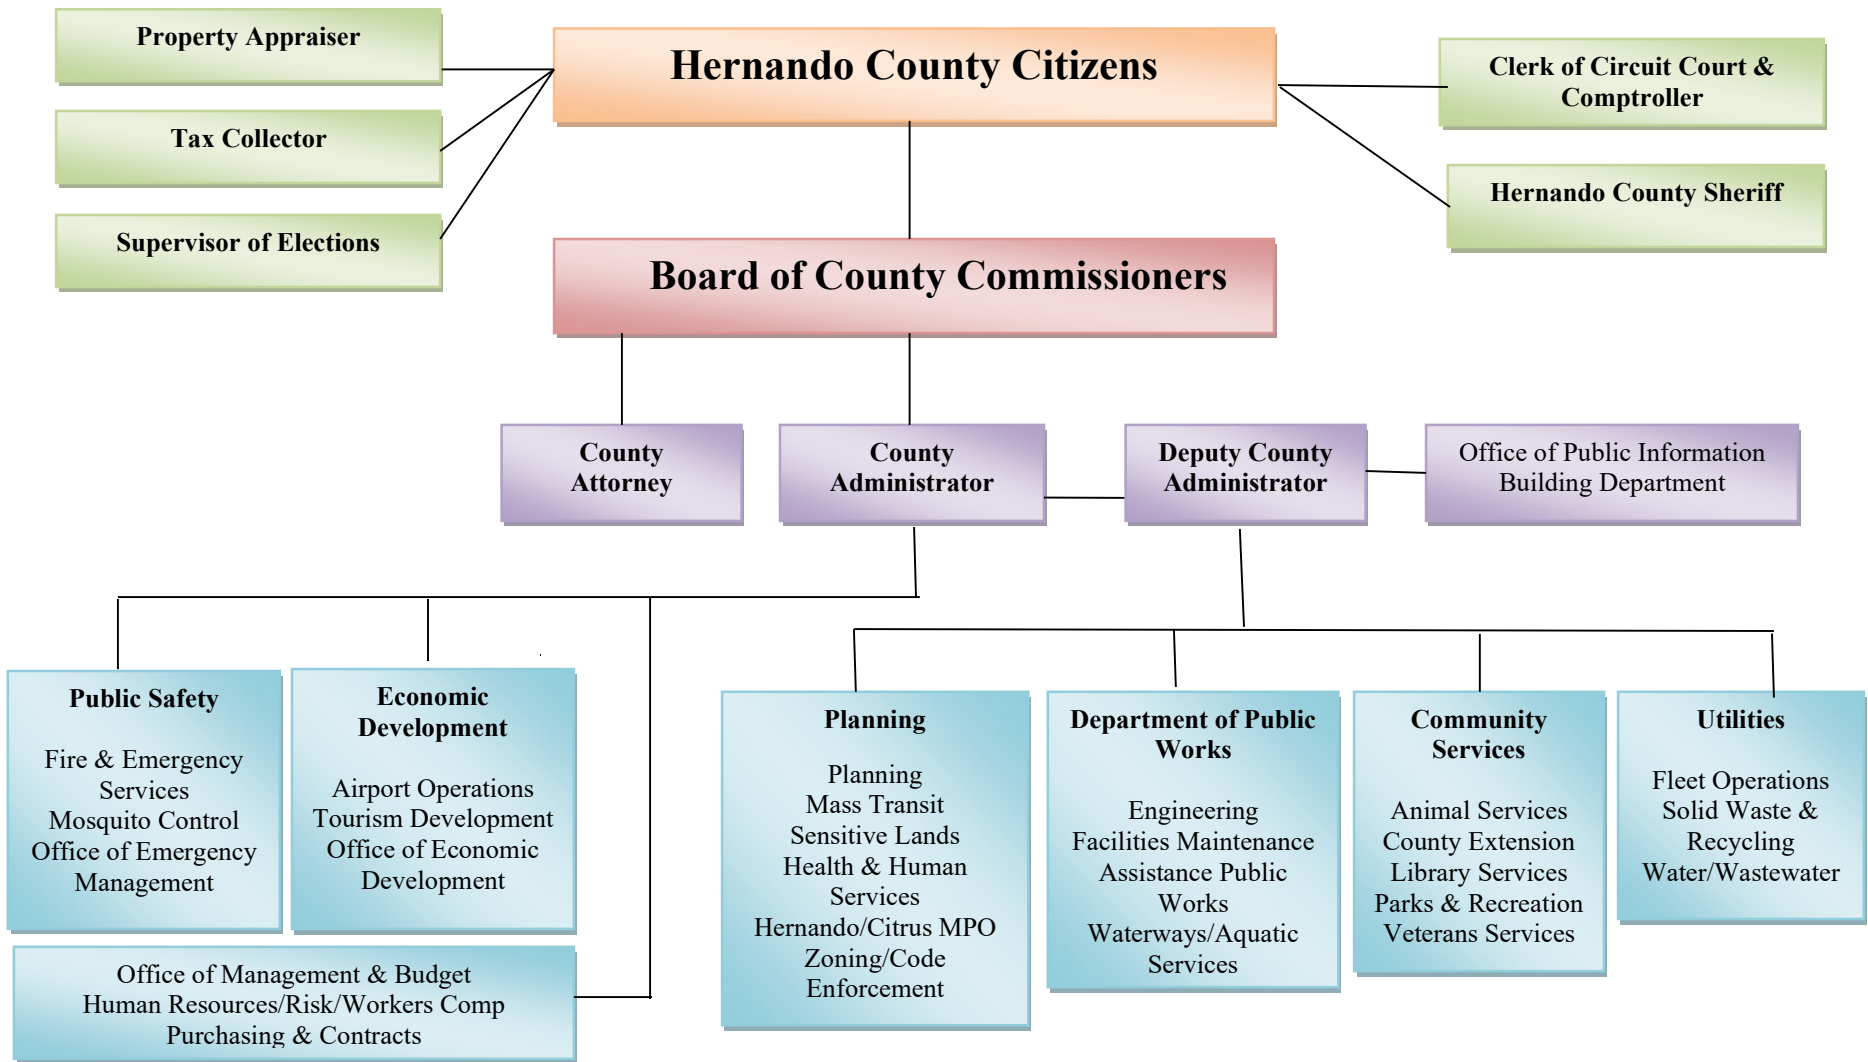 Property Appraiser
Hernando County Citizens
Clerk of Circuit Court &
Comptroller
Tax Collector
Hernando County Sheriff
Supervisor of Elections
Board of County Commissioners
County
Attorney
County
Administrator
Deputy County
Administrator
Office of Public Information
Building Department
Public Safety
Fire & Emergency
Services
Mosquito Control
Office of Emergency
Management
Economic
Development
Airport Operations
Tourism Development
Office of Economic
Development
Office of Management & Budget
Human Resources/Risk/Workers Comp
Purchasing & Contracts
Planning
Planning
Mass Transit
Sensitive Lands
Health & Human
Services
Hernando/Citrus MPO
Zoning/Code
Enforcement
Department of Public
Works
Engineering
Facilities Maintenance
Assistance Public
Works
Waterways/Aquatic
Services
Community
Services
Animal Services
County Extension
Library Services
Parks & Recreation
Veterans Services
Utilities
Fleet Operations
Solid Waste &
Recycling
Water/Wastewater